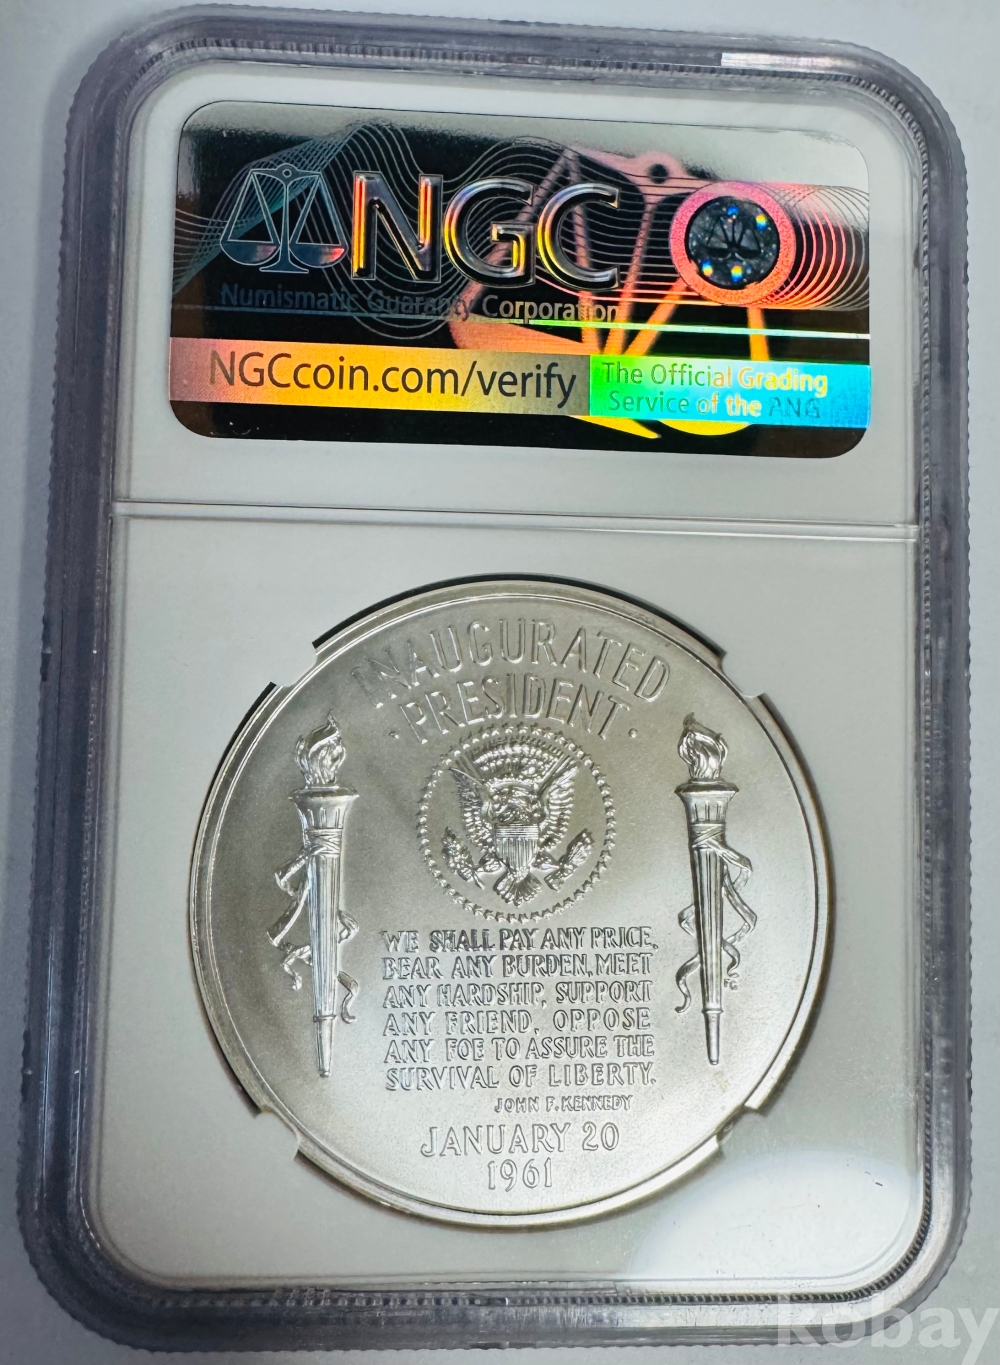 NGC
Numismatic Guaranty Corporation
NGCcoin.com/verify
The Official Grading
Service of the ANG
INAUGURATED
· PRESIDENT ·
WE SHALL PAY ANY PRICE,
BEAR ANY BURDEN, MEET
ANY HARDSHIP, SUPPORT
ANY FRIEND, OPPOSE
ANY FOE TO ASSURE THE
SURVIVAL OF LIBERTY.
JOHN F. KENNEDY
JANUARY 20
1961
kobay